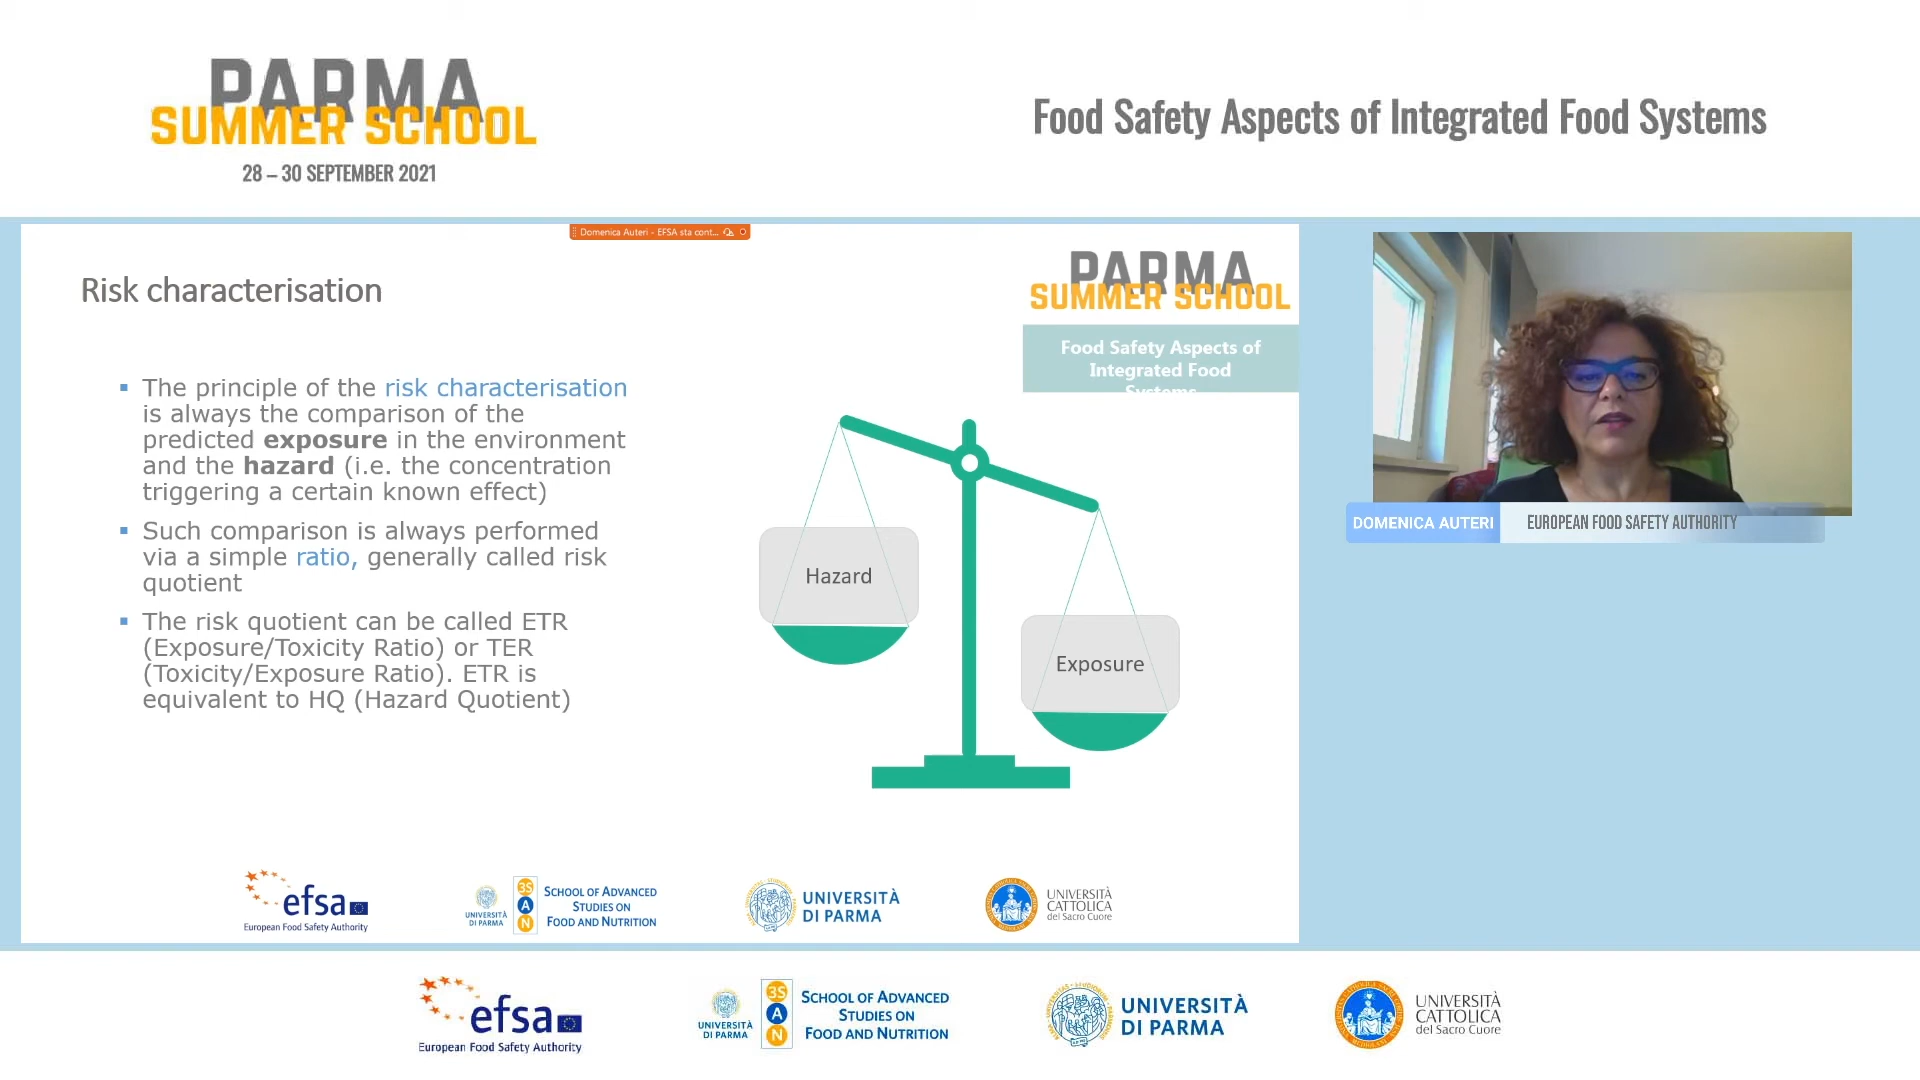 PARMA
SUMMER SCHOOL
28 – 30 SEPTEMBER 2021
Food Safety Aspects of Integrated Food Systems
Domenica Auteri - EFSA sta cont...
Risk characterisation
PARMA
SUMMER SCHOOL
Food Safety Aspects of
Integrated Food
Systems
▪ The principle of the risk characterisation
is always the comparison of the
predicted exposure in the environment
and the hazard (i.e. the concentration
triggering a certain known effect)
▪ Such comparison is always performed
via a simple ratio, generally called risk
quotient
▪ The risk quotient can be called ETR
(Exposure/Toxicity Ratio) or TER
(Toxicity/Exposure Ratio). ETR is
equivalent to HQ (Hazard Quotient)
Hazard
Exposure
DOMENICA AUTERI
EUROPEAN FOOD SAFETY AUTHORITY
efsa
European Food Safety Authority
UNIVERSITÀ
DI PARMA
3S
A
N
SCHOOL OF ADVANCED
STUDIES ON
FOOD AND NUTRITION
UNIVERSITÀ
DI PARMA
UNIVERSITÀ
CATTOLICA
del Sacro Cuore
efsa
European Food Safety Authority
UNIVERSITÀ
DI PARMA
3S
A
N
SCHOOL OF ADVANCED
STUDIES ON
FOOD AND NUTRITION
UNIVERSITÀ
DI PARMA
UNIVERSITÀ
CATTOLICA
del Sacro Cuore